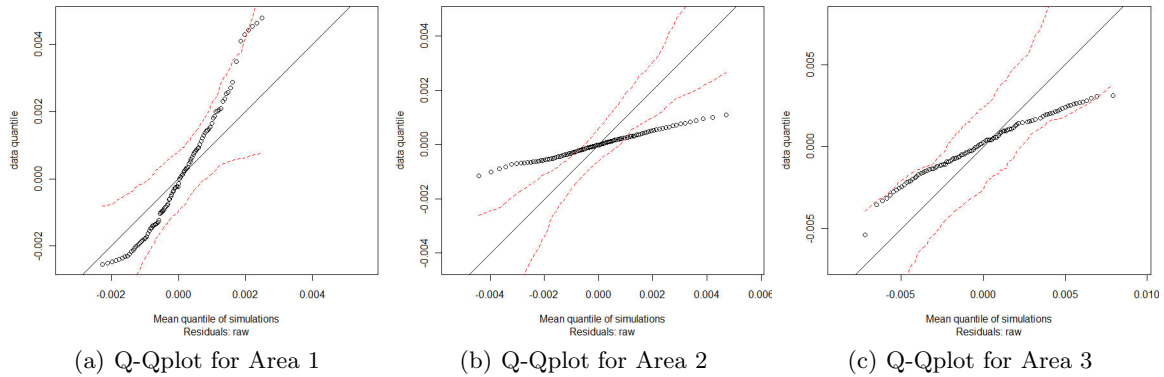 0.004
0.002
0.000
-0.002
data quantile
-0.002 0.000 0.002 0.004
Mean quantile of simulations
Residuals: raw
(a) Q-Qplot for Area 1
0.004
0.002
0.000
-0.002
-0.004
data quantile
-0.004 -0.002 0.000 0.002 0.004 0.006
Mean quantile of simulations
Residuals: raw
(b) Q-Qplot for Area 2
0.005
0.000
-0.005
data quantile
-0.005 0.000 0.005 0.010
Mean quantile of simulations
Residuals: raw
(c) Q-Qplot for Area 3